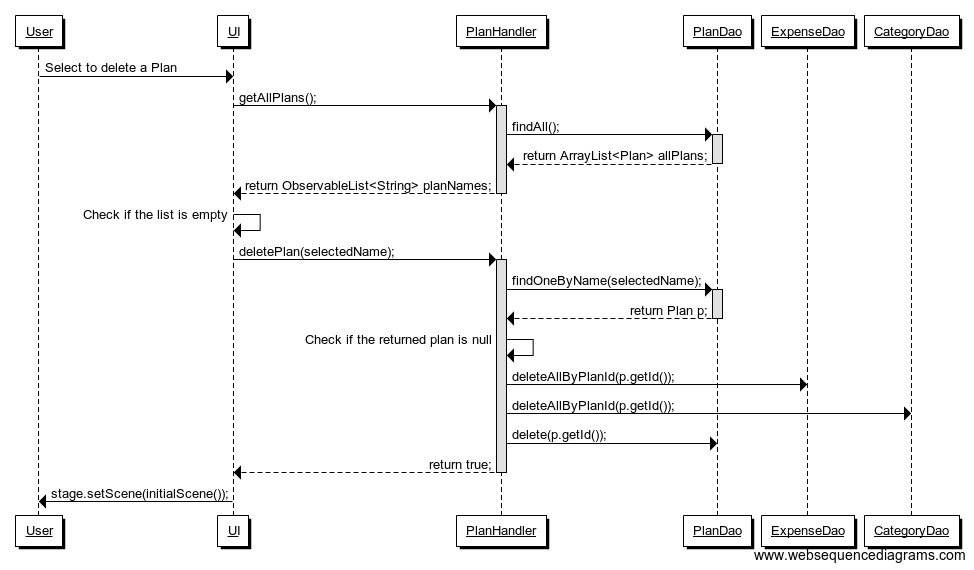 User UI PlanHandler PlanDao ExpenseDao CategoryDao
Select to delete a Plan
getAllPlans();
findAll();
return ArrayList<Plan> allPlans;
return ObservableList<String> planNames;
Check if the list is empty
deletePlan(selectedName);
findOneByName(selectedName);
return Plan p;
Check if the returned plan is null
deleteAllByPlanId(p.getId());
deleteAllByPlanId(p.getId());
delete(p.getId());
return true;
stage.setScene(initialScene());
User UI PlanHandler PlanDao ExpenseDao CategoryDao
www.websequencediagrams.com